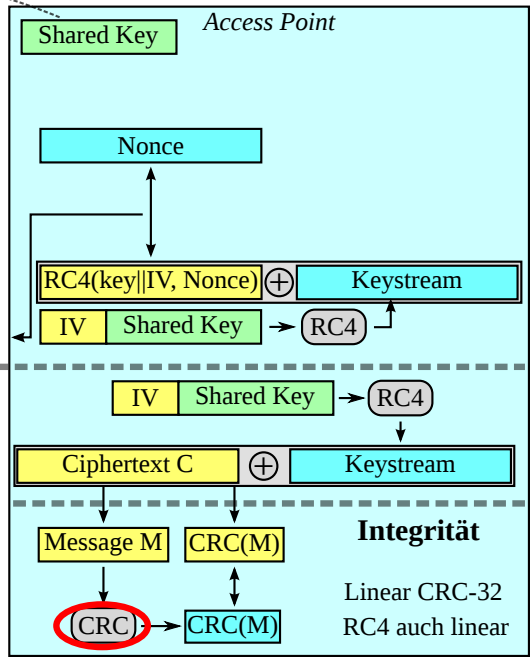 Access Point
Shared Key
Nonce
RC4(key||IV, Nonce) ⊕ Keystream
IV Shared Key RC4
IV Shared Key RC4
Ciphertext C ⊕ Keystream
Integrität
Message M CRC(M)
Linear CRC-32
CRC CRC(M) RC4 auch linear